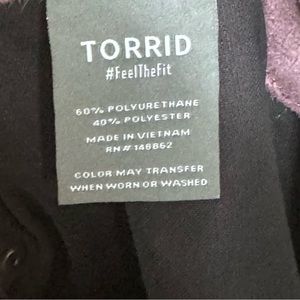 TORRID
#FeelTheFit
60% POLYURETHANE
40% POLYESTER
MADE IN VIETNAM
RN# 148862
COLOR MAY TRANSFER
WHEN WORN OR WASHED